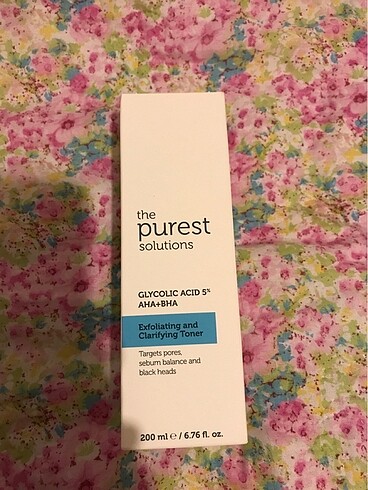 the
purest
solutions
GLYCOLIC ACID 5%
AHA+BHA
Exfoliating and
Clarifying Toner
Targets pores,
sebum balance and
black heads
200 ml ℮ / 6.76 fl. oz.